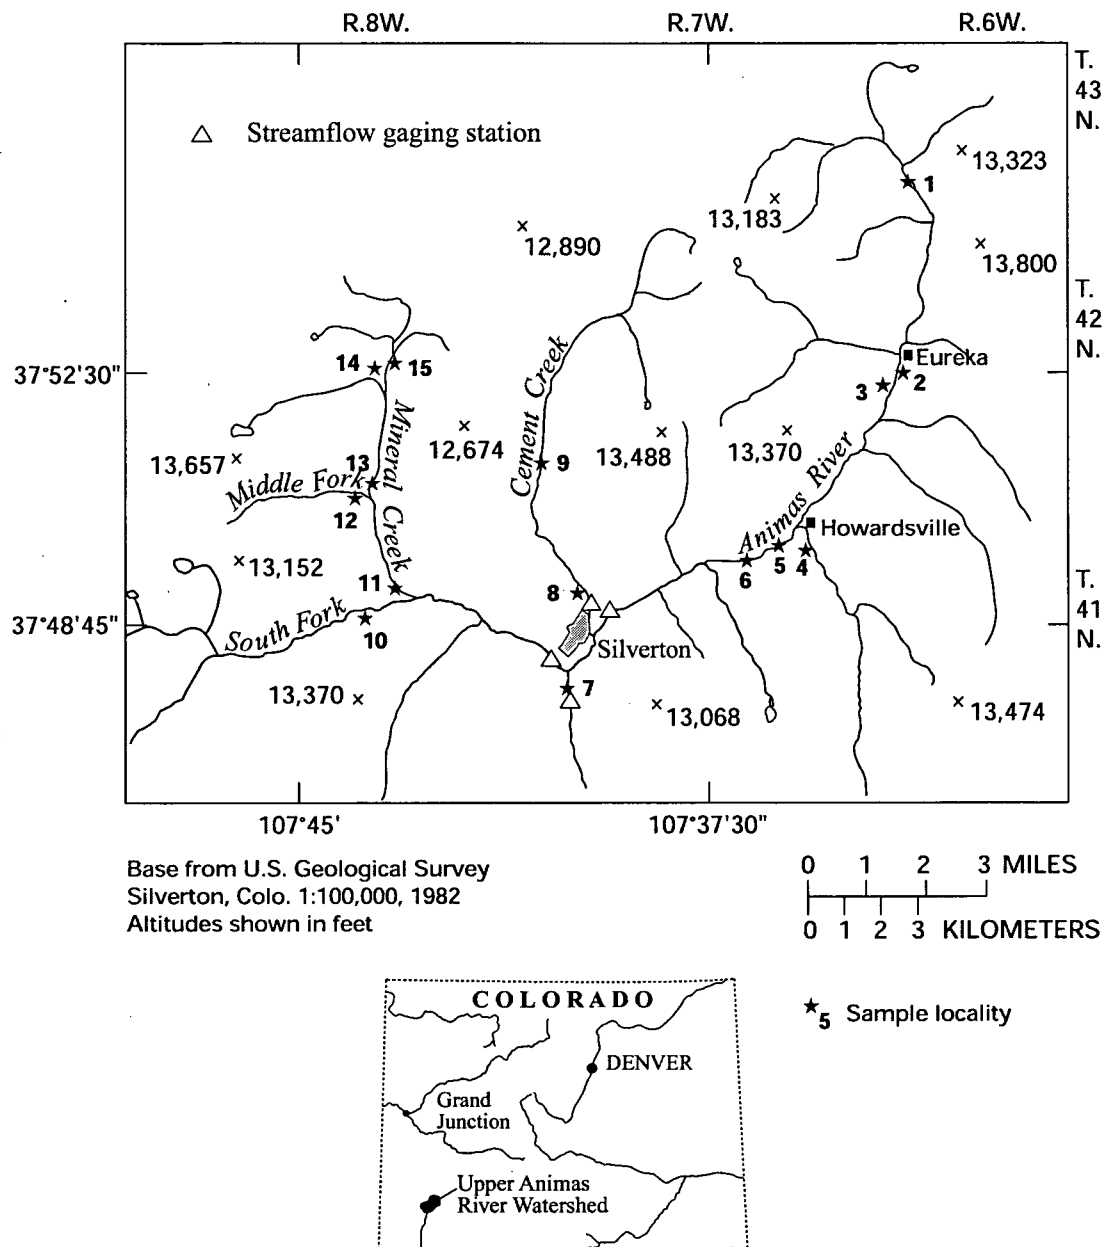 R.8W. R.7W. R.6W.
T.
43
N.
Streamflow gaging station
13,323
1
13,183
12,890
13,800
T.
42
N.
Cement Creek
Eureka
14 15
37°52'30"
3 2
Mineral Creek
12,674
13,488
13,370
13,657
13
9
Middle Fork
12
Animas River
Howardsville
13,152
5 4
6
11
8
T.
41
N.
37°48'45"
South Fork
10
Silverton
7
13,370
13,068
13,474
107°45' 107°37'30"
Base from U.S. Geological Survey
Silverton, Colo. 1:100,000, 1982
Altitudes shown in feet
0 1 2 3 MILES
0 1 2 3 KILOMETERS
5 Sample locality
COLORADO
DENVER
Grand
Junction
Upper Animas
River Watershed